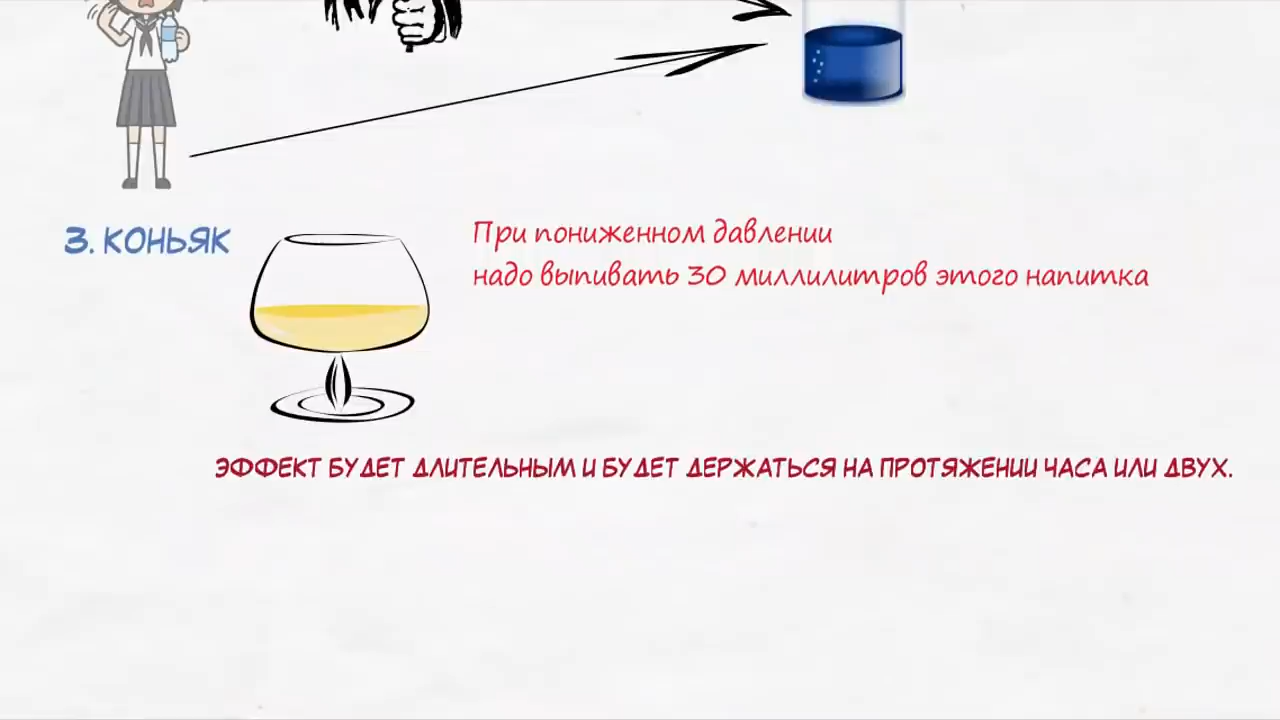 3. КОНЬЯК
При пониженном давлении
надо выпивать 30 миллилитров этого напитка
ЭФФЕКТ БУДЕТ ДЛИТЕЛЬНЫМ И БУДЕТ ДЕРЖАТЬСЯ НА ПРОТЯЖЕНИИ ЧАСА ИЛИ ДВУХ.